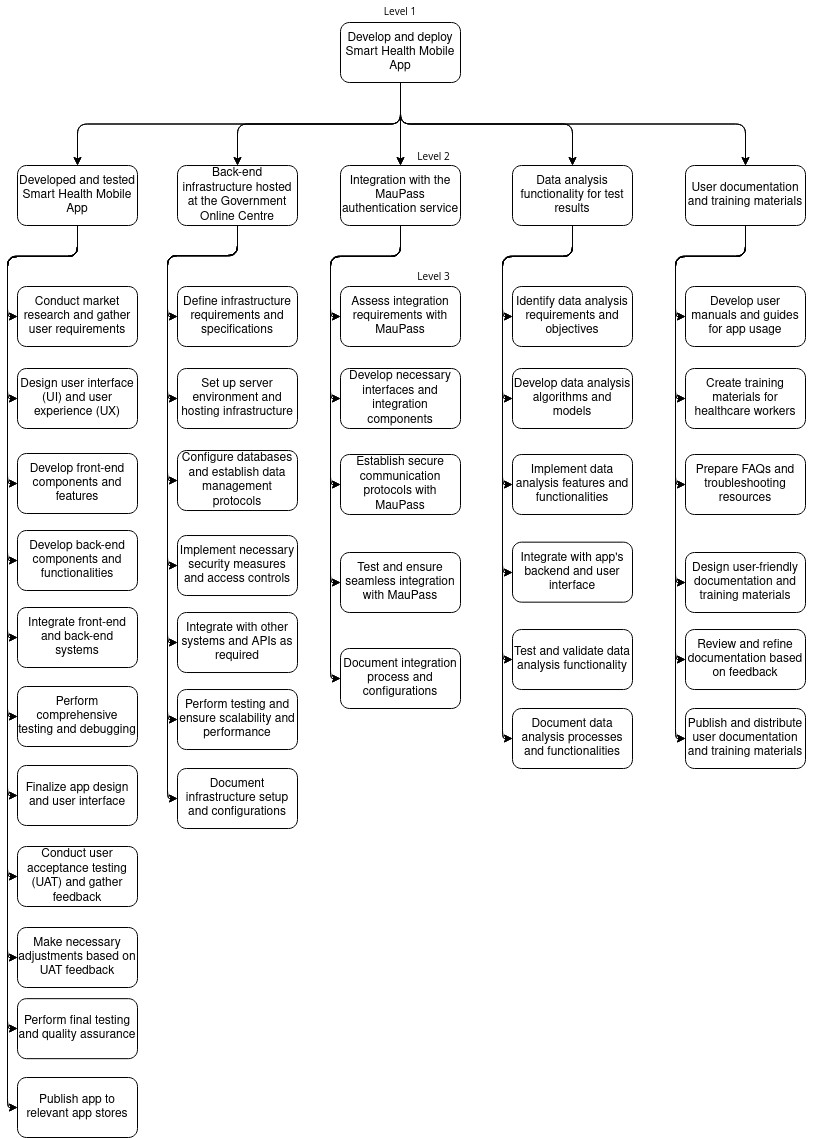 Level 1
Develop and deploy
Smart Health Mobile
App
Level 2
Developed and tested
Smart Health Mobile
App
Back-end
infrastructure hosted
at the Government
Online Centre
Integration with the
MauPass
authentication service
Data analysis
functionality for test
results
User documentation
and training materials
Level 3
Conduct market
research and gather
user requirements
Design user interface
(UI) and user
experience (UX)
Develop front-end
components and
features
Develop back-end
components and
functionalities
Integrate front-end
and back-end
systems
Perform
comprehensive
testing and debugging
Finalize app design
and user interface
Conduct user
acceptance testing
(UAT) and gather
feedback
Make necessary
adjustments based on
UAT feedback
Perform final testing
and quality assurance
Publish app to
relevant app stores
Define infrastructure
requirements and
specifications
Set up server
environment and
hosting infrastructure
Configure databases
and establish data
management
protocols
Implement necessary
security measures
and access controls
Integrate with other
systems and APIs as
required
Perform testing and
ensure scalability and
performance
Document
infrastructure setup
and configurations
Assess integration
requirements with
MauPass
Develop necessary
interfaces and
integration
components
Establish secure
communication
protocols with
MauPass
Test and ensure
seamless integration
with MauPass
Document integration
process and
configurations
Identify data analysis
requirements and
objectives
Develop data analysis
algorithms and
models
Implement data
analysis features and
functionalities
Integrate with app's
backend and user
interface
Test and validate data
analysis functionality
Document data
analysis processes
and functionalities
Develop user
manuals and guides
for app usage
Create training
materials for
healthcare workers
Prepare FAQs and
troubleshooting
resources
Design user-friendly
documentation and
training materials
Review and refine
documentation based
on feedback
Publish and distribute
user documentation
and training materials